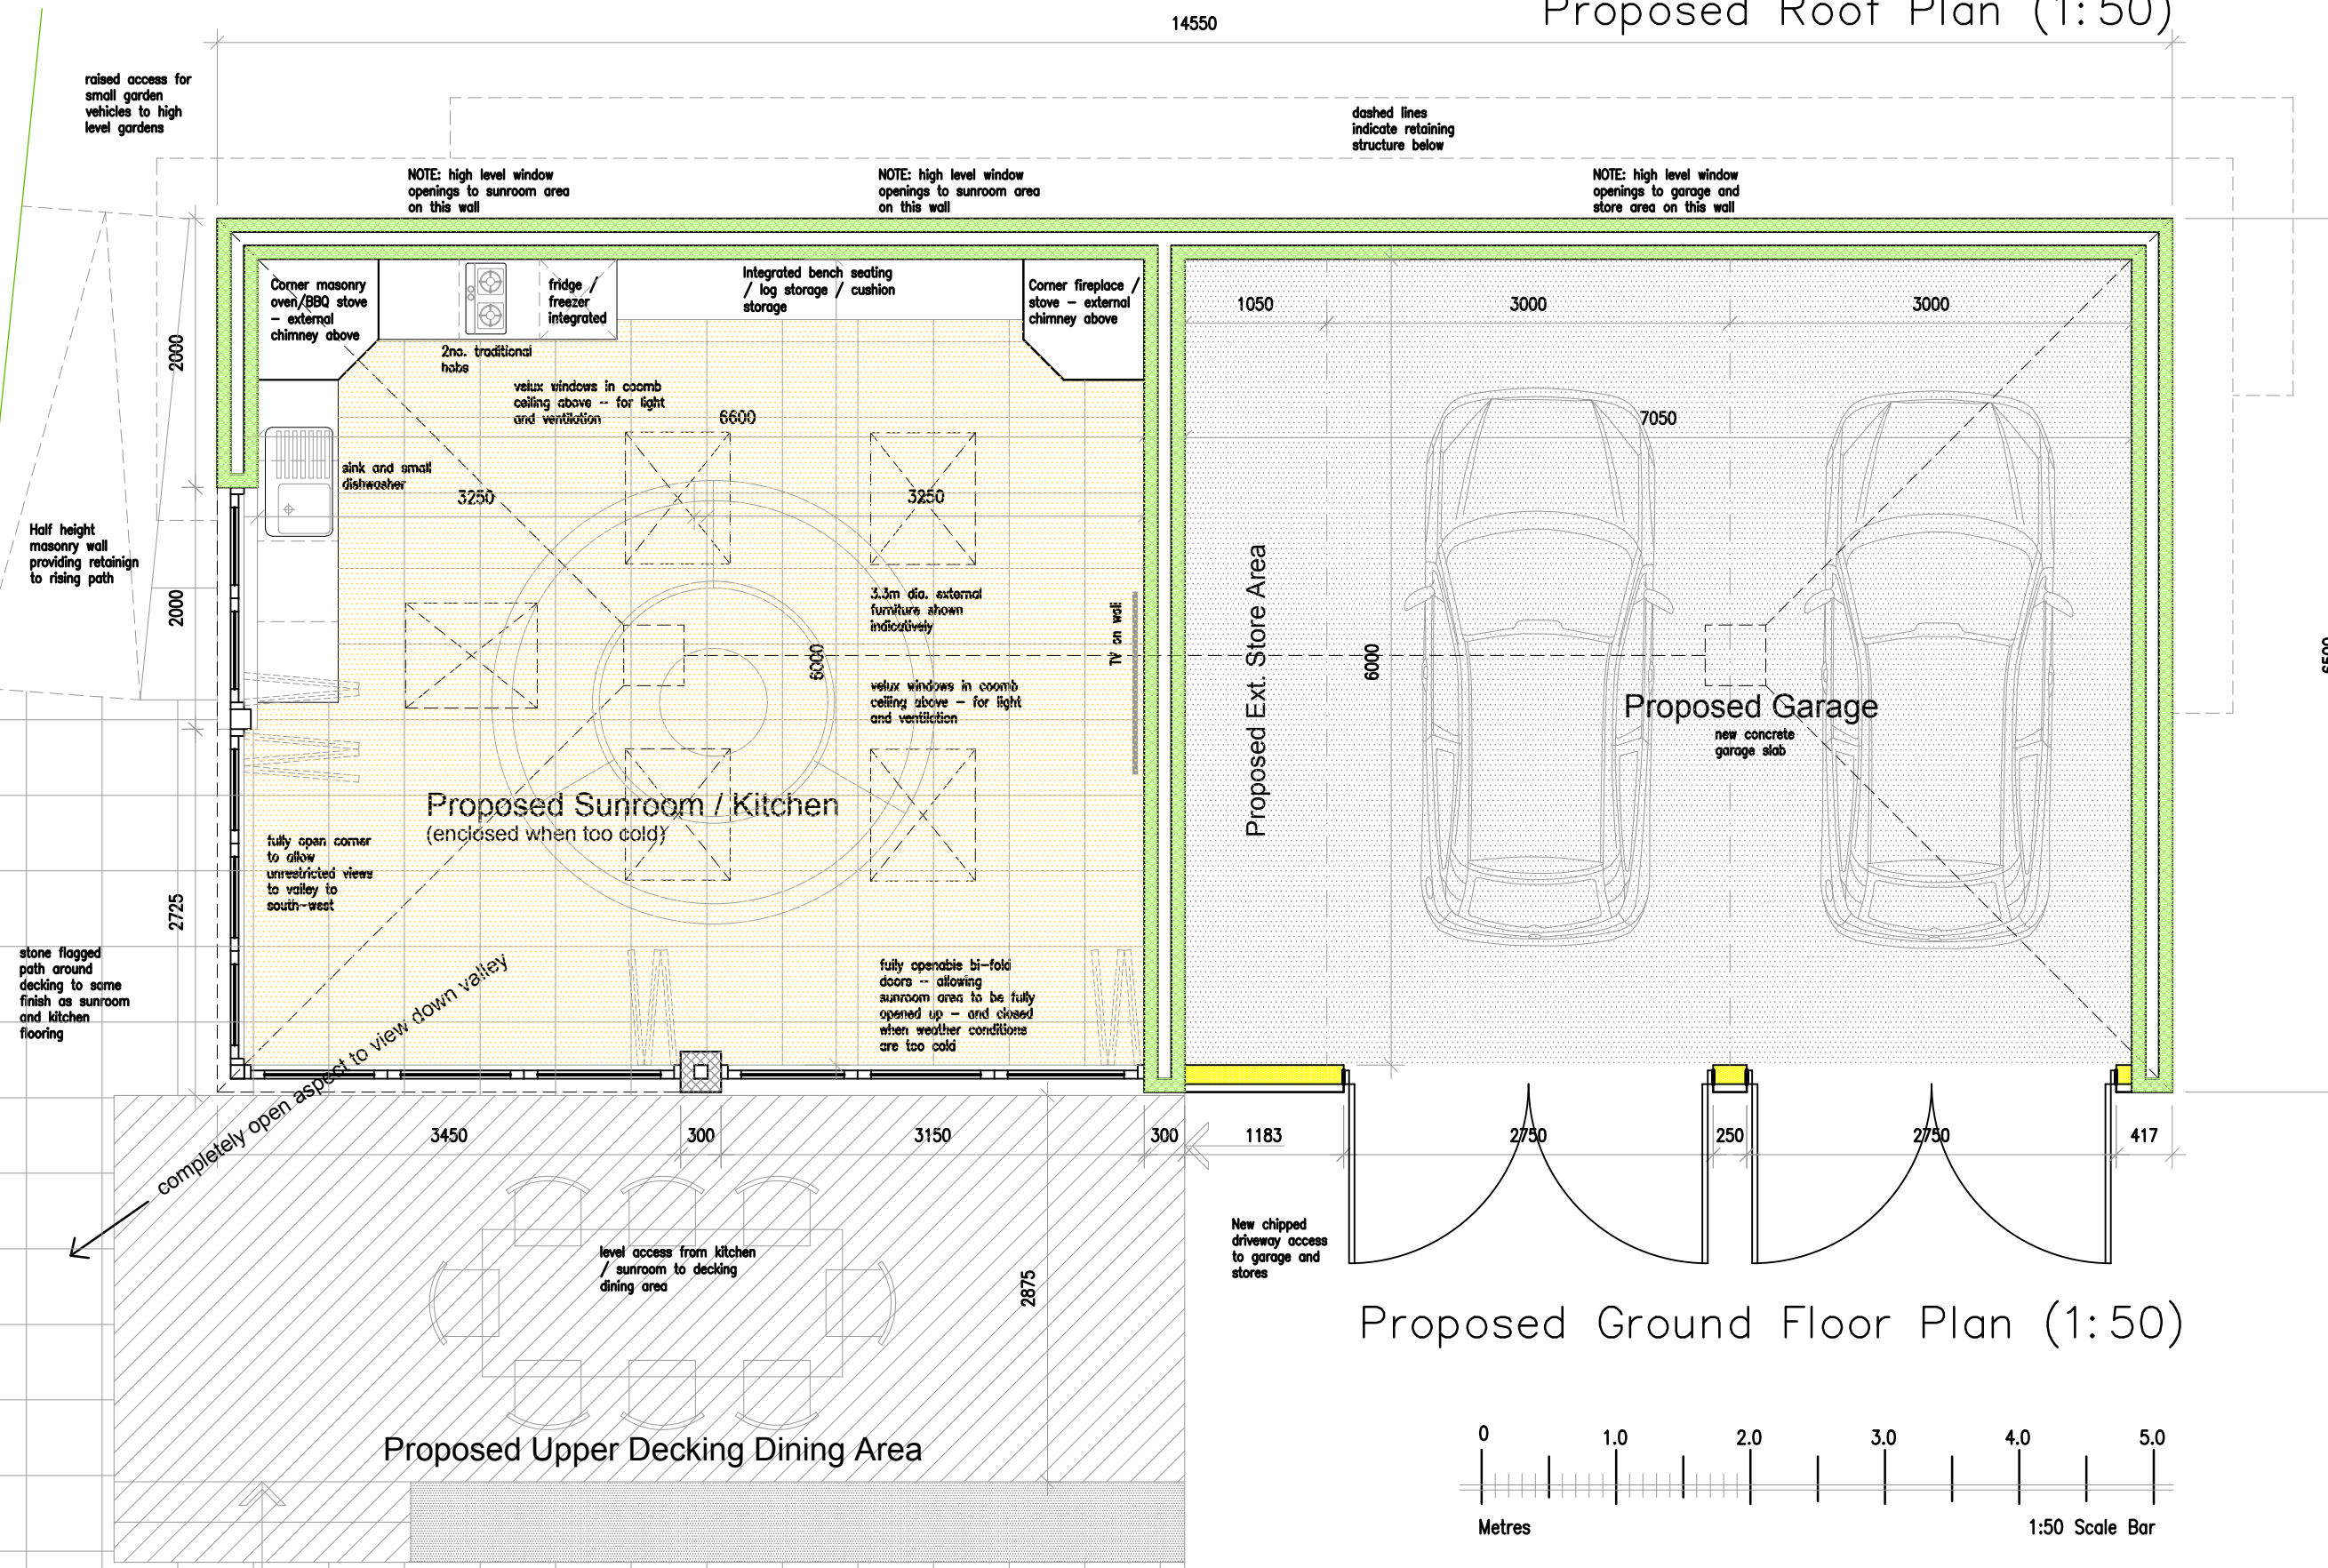 Proposed Roof Plan (1:50)
14550
raised access for
small garden
vehicles to high
level gardens
dashed lines
indicate retaining
structure below
NOTE: high level window
openings to sunroom area
on this wall
NOTE: high level window
openings to sunroom area
on this wall
NOTE: high level window
openings to garage and
store area on this wall
Corner masonry
oven/BBQ stove
– external
chimney above
fridge /
freezer
integrated
Integrated bench seating
/ log storage / cushion
storage
Corner fireplace /
stove – external
chimney above
1050
3000
3000
2000
2no. traditional
hobs
velux windows in coomb
ceiling above – for light
and ventilation
6600
7050
sink and small
dishwasher
3250
3250
Half height
masonry wall
providing retainign
to rising path
2000
3.3m dia. external
furniture shown
indicatively
TV on wall
6000
Proposed Ext. Store Area
6000
6500
velux windows in coomb
ceiling above – for light
and ventilation
Proposed Garage
new concrete
garage slab
Proposed Sunroom / Kitchen
(enclosed when too cold)
fully open corner
to allow
unrestricted views
to valley to
south-west
2725
stone flagged
path around
decking to same
finish as sunroom
and kitchen
flooring
fully openable bi-fold
doors – allowing
sunroom area to be fully
opened up – and closed
when weather conditions
are too cold
completely open aspect to view down valley
3450
300
3150
300
1183
2750
250
2750
417
level access from kitchen
/ sunroom to decking
dining area
2875
New chipped
driveway access
to garage and
stores
Proposed Ground Floor Plan (1:50)
Proposed Upper Decking Dining Area
0
1.0
2.0
3.0
4.0
5.0
Metres
1:50 Scale Bar